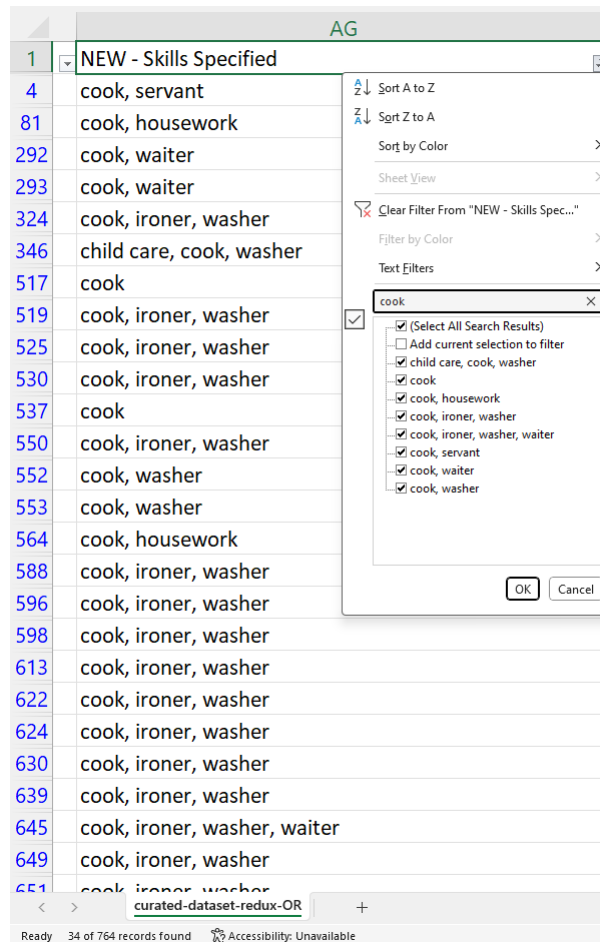 AG
1 NEW - Skills Specified
4 cook, servant
81 cook, housework
292 cook, waiter
293 cook, waiter
324 cook, ironer, washer
346 child care, cook, washer
517 cook
519 cook, ironer, washer
525 cook, ironer, washer
530 cook, ironer, washer
537 cook
550 cook, ironer, washer
552 cook, washer
553 cook, washer
564 cook, housework
588 cook, ironer, washer
596 cook, ironer, washer
598 cook, ironer, washer
613 cook, ironer, washer
622 cook, ironer, washer
624 cook, ironer, washer
630 cook, ironer, washer
639 cook, ironer, washer
645 cook, ironer, washer, waiter
649 cook, ironer, washer
651 cook, ironer, washer
Sort A to Z
Sort Z to A
Sort by Color
Sheet View
Clear Filter From "NEW - Skills Spec..."
Filter by Color
Text Filters
cook
(Select All Search Results)
Add current selection to filter
child care, cook, washer
cook
cook, housework
cook, ironer, washer
cook, ironer, washer, waiter
cook, servant
cook, waiter
cook, washer
OK Cancel
curated-dataset-redux-OR
Ready 34 of 764 records found Accessibility: Unavailable